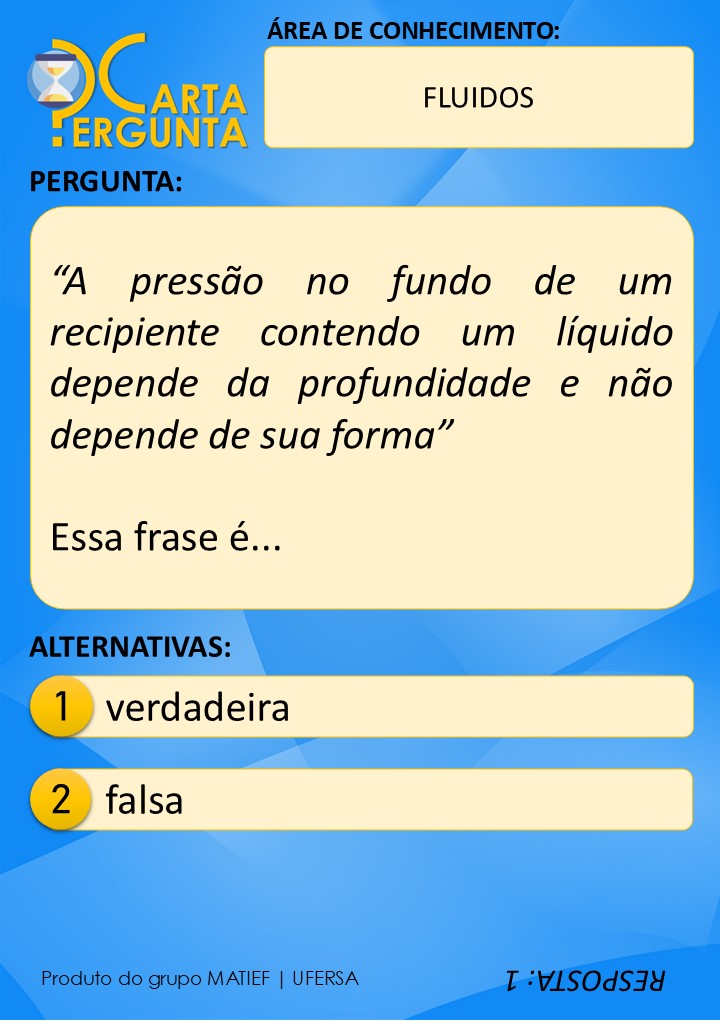 ÁREA DE CONHECIMENTO:
CARTA
PERGUNTA
FLUIDOS
PERGUNTA:
“A pressão no fundo de um
recipiente contendo um líquido
depende da profundidade e não
depende de sua forma”
Essa frase é...
ALTERNATIVAS:
1 verdadeira
2 falsa
Produto do grupo MATIEF | UFERSA
RESPOSTA: 1